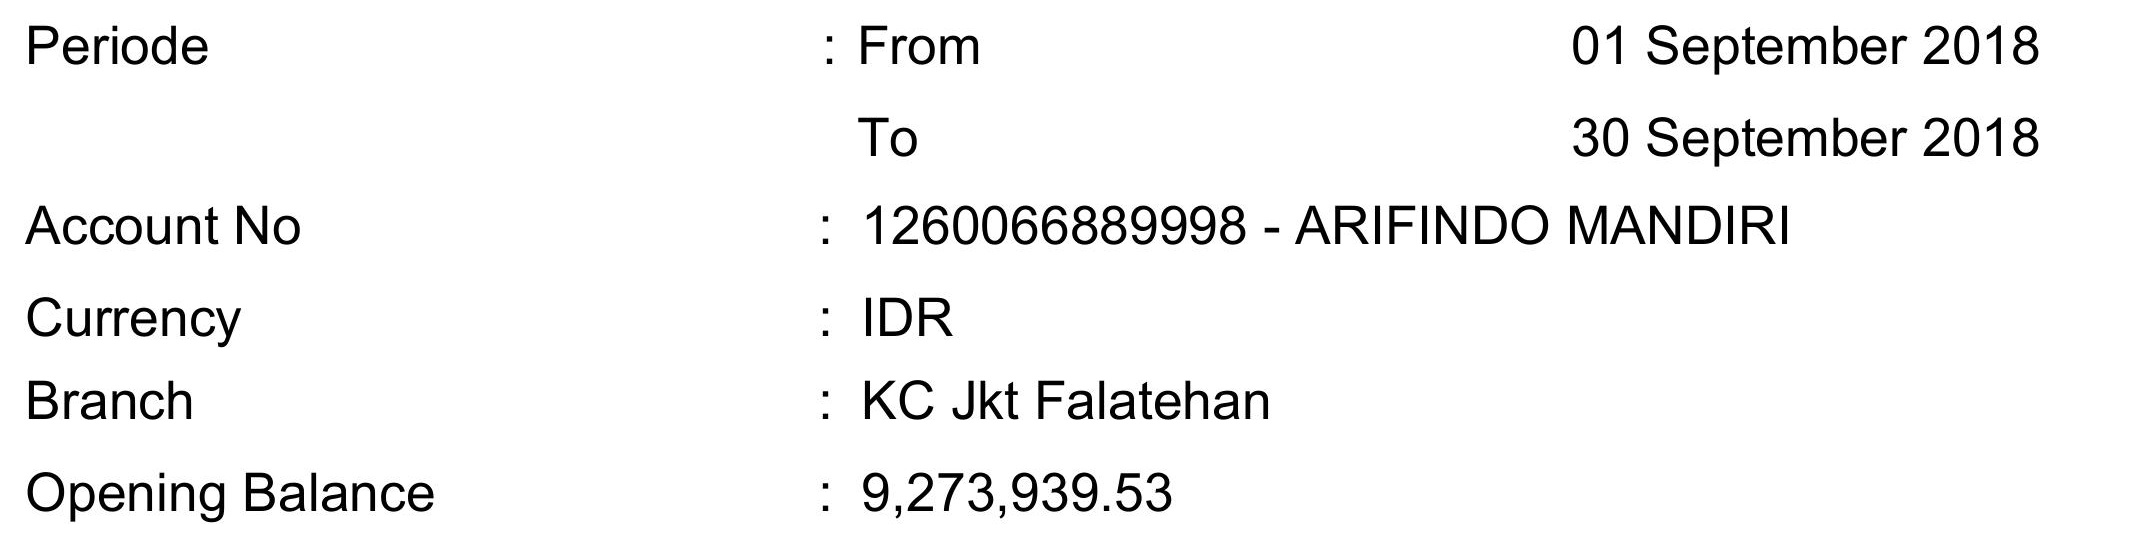 Periode : From 01 September 2018
To 30 September 2018
Account No : 1260066889998 - ARIFINDO MANDIRI
Currency : IDR
Branch : KC Jkt Falatehan
Opening Balance : 9,273,939.53